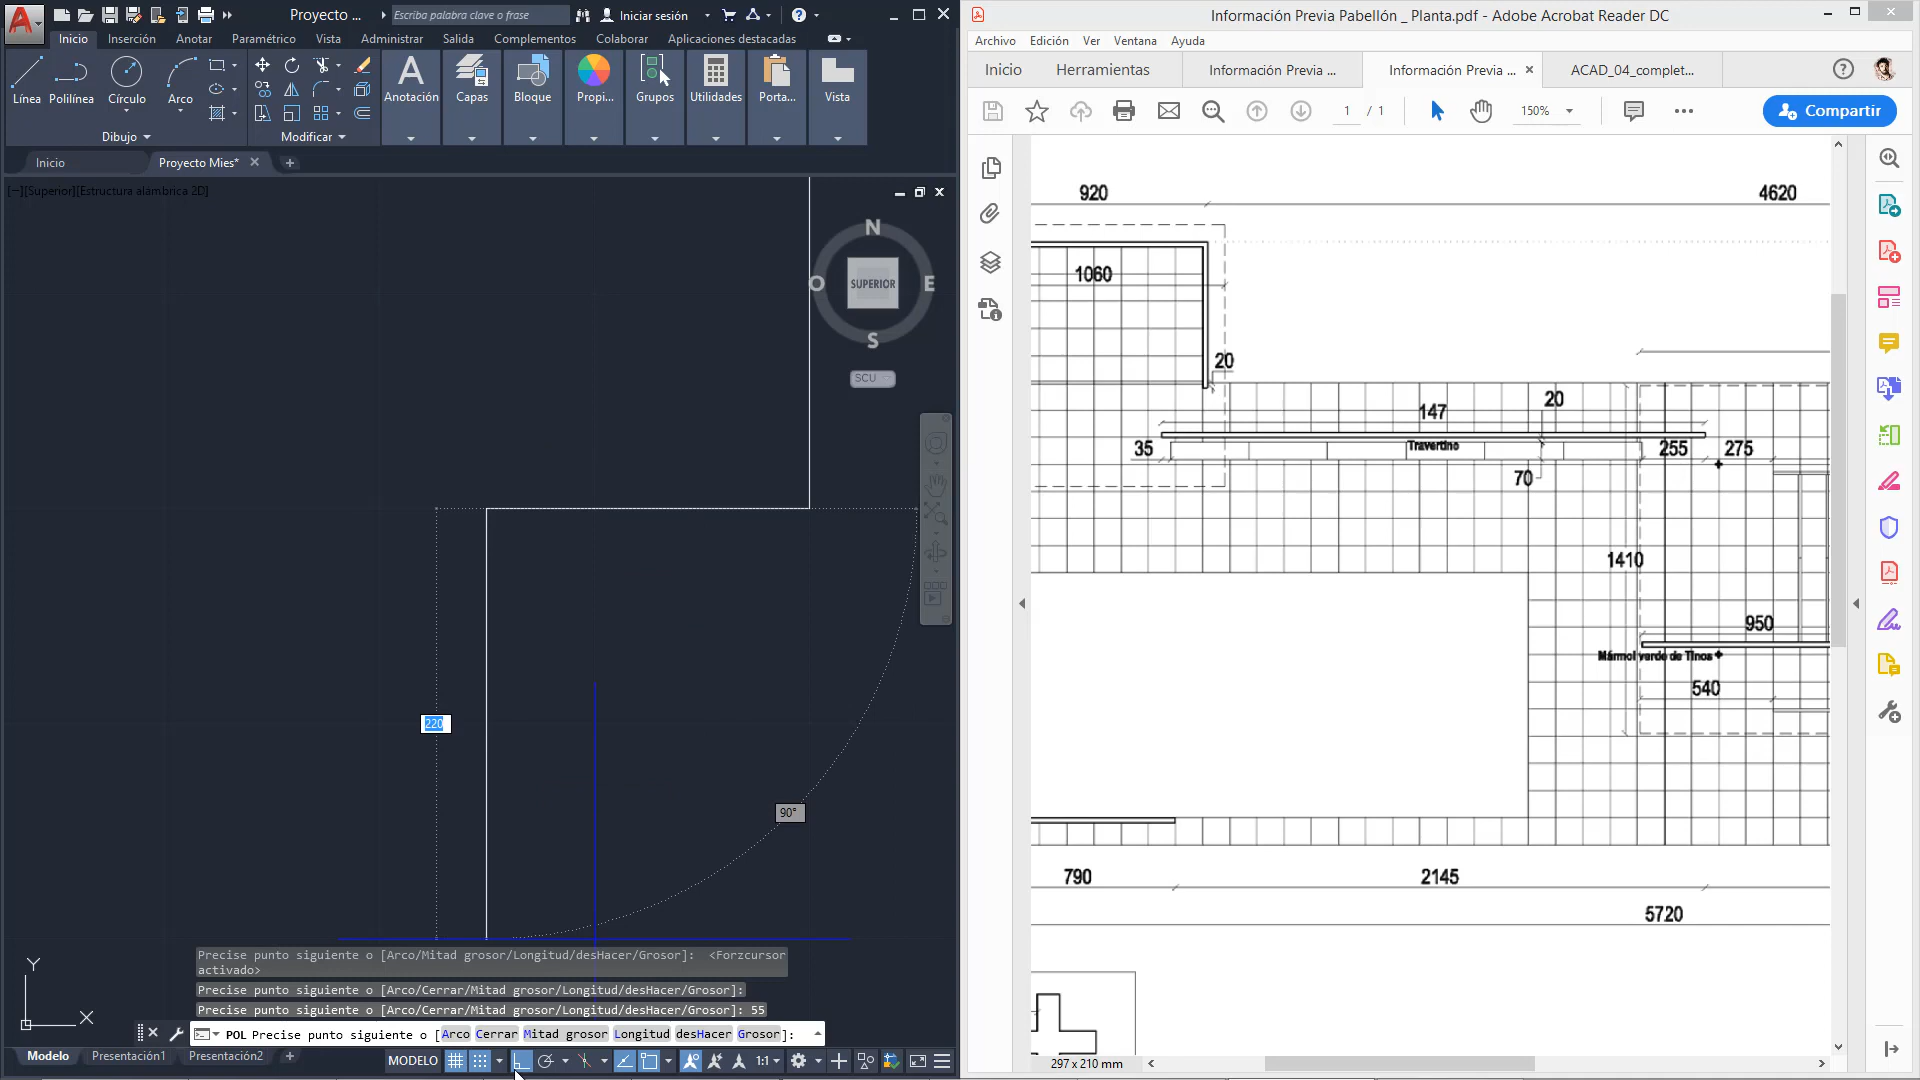 Proyecto ...
Escriba palabra clave o frase
Iniciar sesión
Inicio
Inserción
Anotar
Paramétrico
Vista
Administrar
Salida
Complementos
Colaborar
Aplicaciones destacadas
Línea
Polilínea
Círculo
Arco
Anotación
Capas
Bloque
Propi...
Grupos
Utilidades
Porta...
Vista
Dibujo
Modificar
Inicio
Proyecto Mies*
[−][Superior][Estructura alámbrica 2D]
N
O
SUPERIOR
E
S
SCU
220
90°
Y
X
Precise punto siguiente o [Arco/Mitad grosor/Longitud/desHacer/Grosor]: <Forzcursor
activado>
Precise punto siguiente o [Arco/Cerrar/Mitad grosor/Longitud/desHacer/Grosor]:
Precise punto siguiente o [Arco/Cerrar/Mitad grosor/Longitud/desHacer/Grosor]: 55
POL Precise punto siguiente o [Arco Cerrar Mitad grosor Longitud desHacer Grosor]:
Modelo
Presentación1
Presentación2
MODELO
1:1
Información Previa Pabellón _ Planta.pdf - Adobe Acrobat Reader DC
Archivo
Edición
Ver
Ventana
Ayuda
Inicio
Herramientas
Información Previa ...
Información Previa ...
ACAD_04_complet...
1 / 1
150%
Compartir
920
4620
1060
20
147
20
35
Travertino
255
275
70
1410
950
Mármol verde de Tinos
540
790
2145
5720
297 x 210 mm